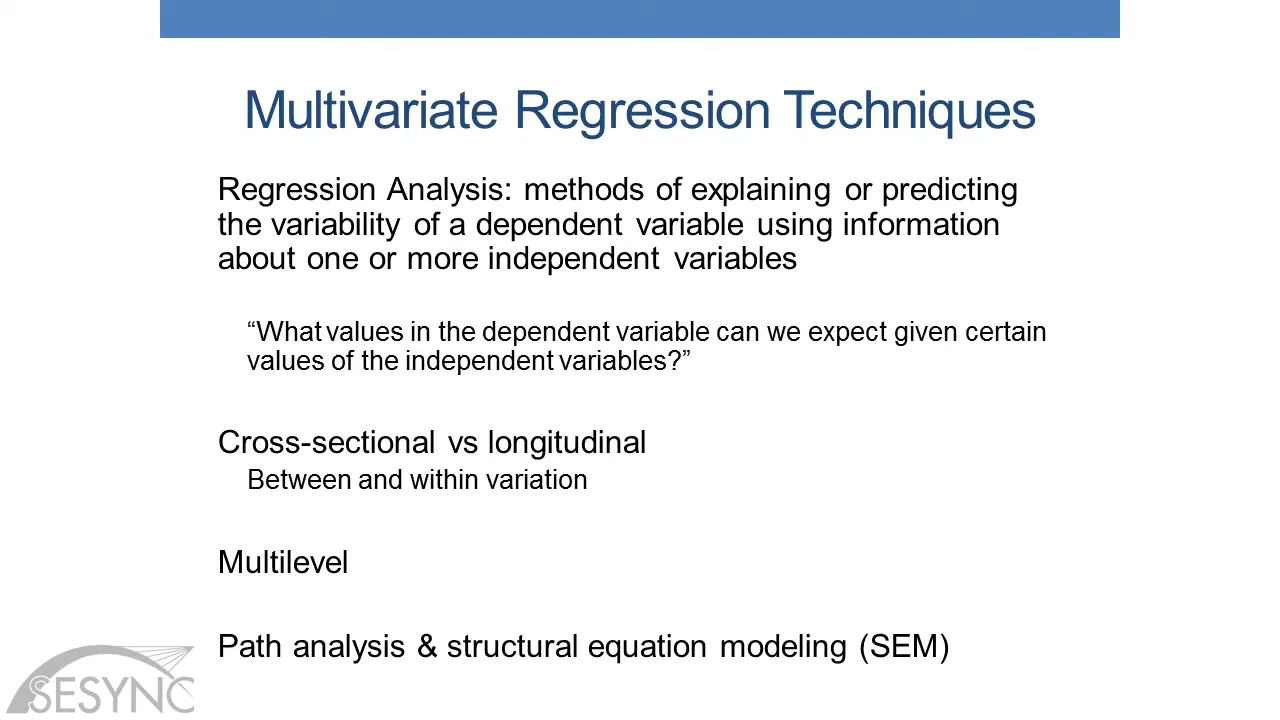 Multivariate Regression Techniques
Regression Analysis: methods of explaining or predicting
the variability of a dependent variable using information
about one or more independent variables
“What values in the dependent variable can we expect given certain
values of the independent variables?”
Cross-sectional vs longitudinal
Between and within variation
Multilevel
Path analysis & structural equation modeling (SEM)
SESYNC